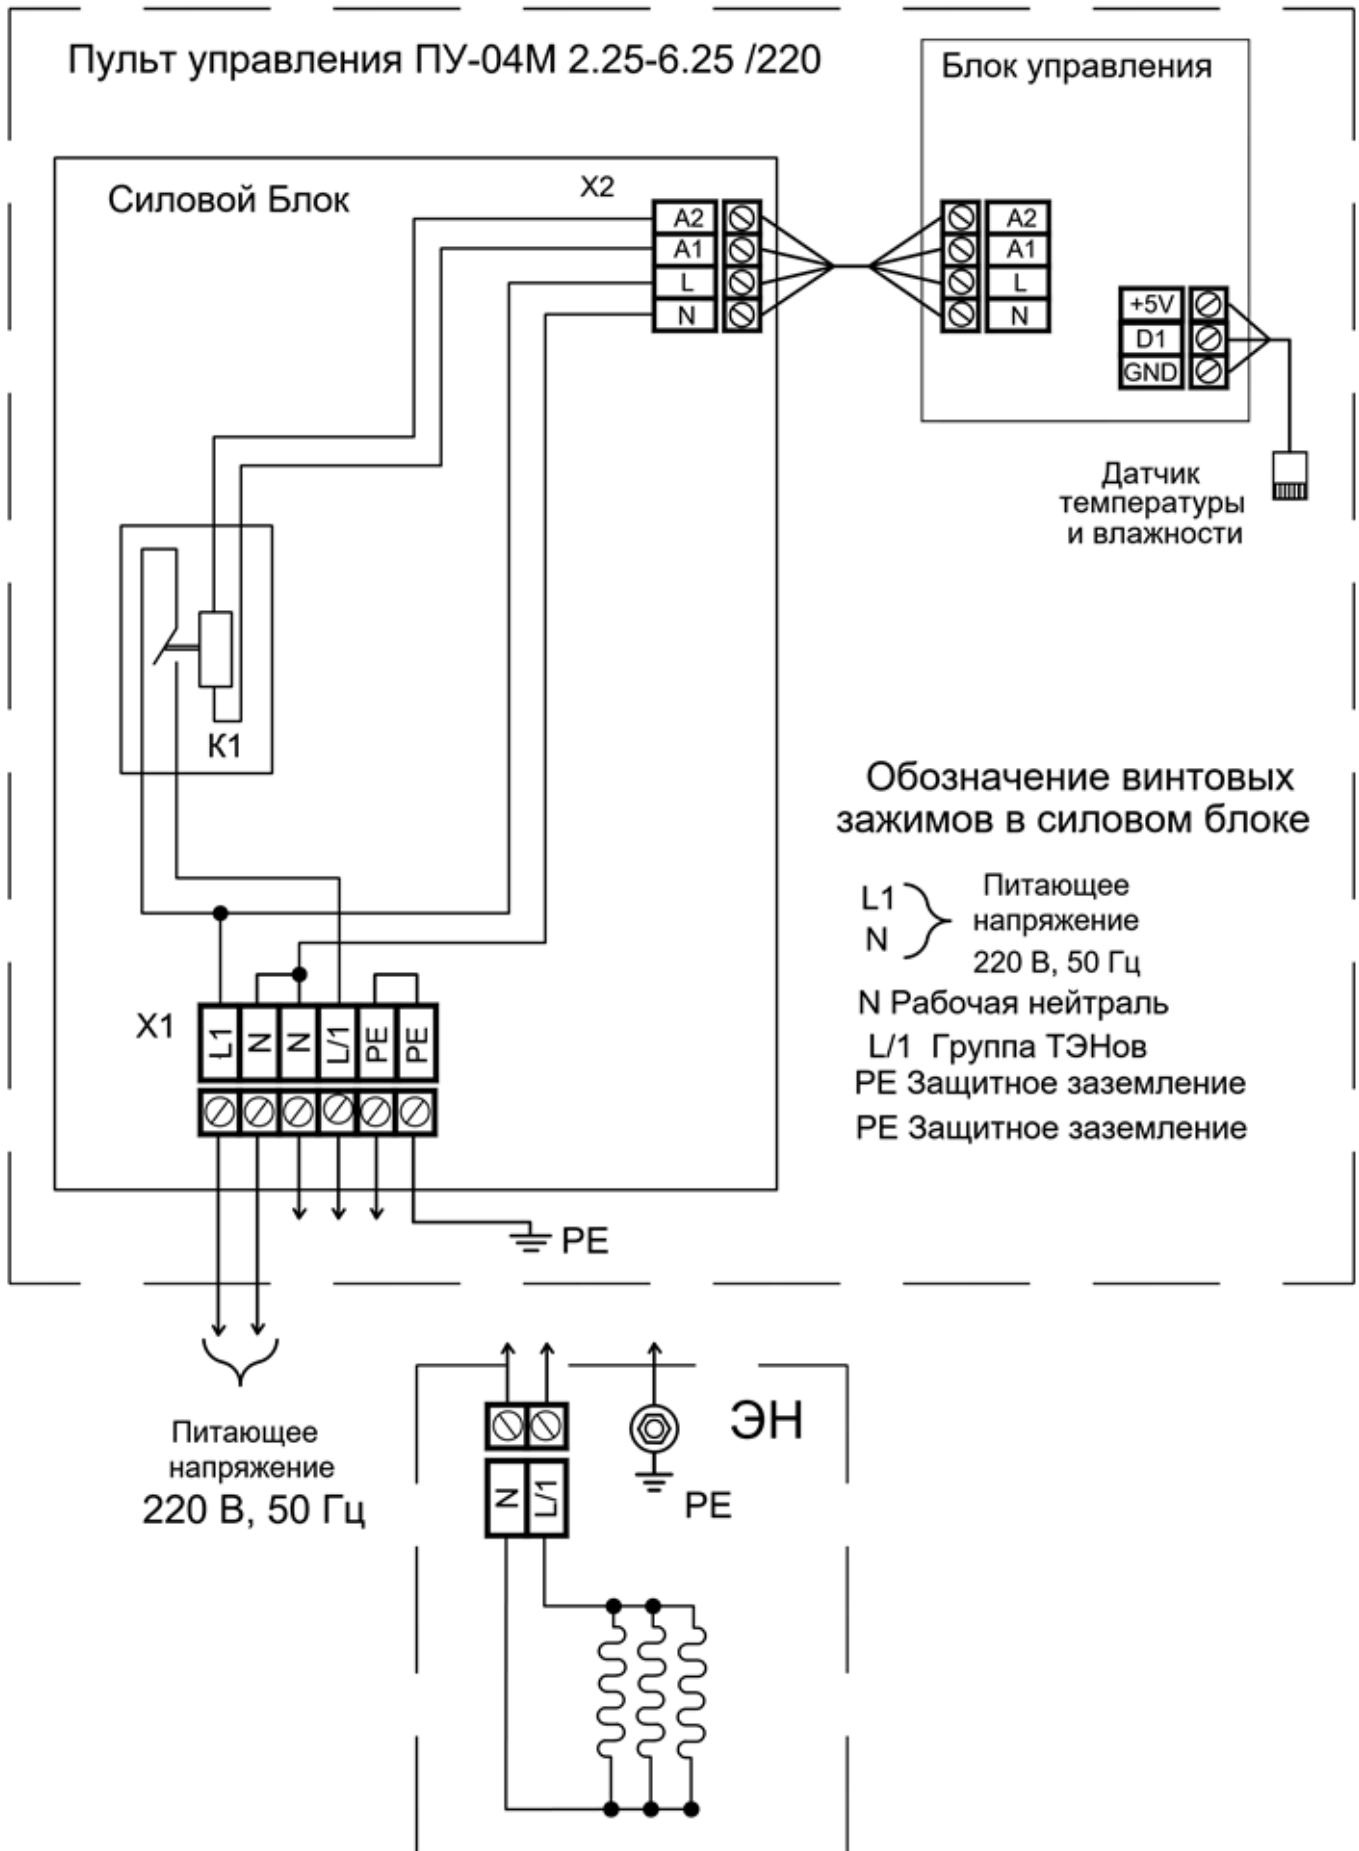 Пульт управления ПУ-04М 2.25-6.25 /220
Блок управления
Силовой Блок
X2
A2
A1
L
N
A2
A1
L
N
+5V
D1
GND
Датчик
температуры
и влажности
К1
Обозначение винтовых
зажимов в силовом блоке
L1
N
Питающее
напряжение
220 В, 50 Гц
N Рабочая нейтраль
L/1 Группа ТЭНов
PE Защитное заземление
PE Защитное заземление
X1
L1
N
N
L/1
PE
PE
PE
Питающее
напряжение
220 В, 50 Гц
ЭН
N
L/1
PE